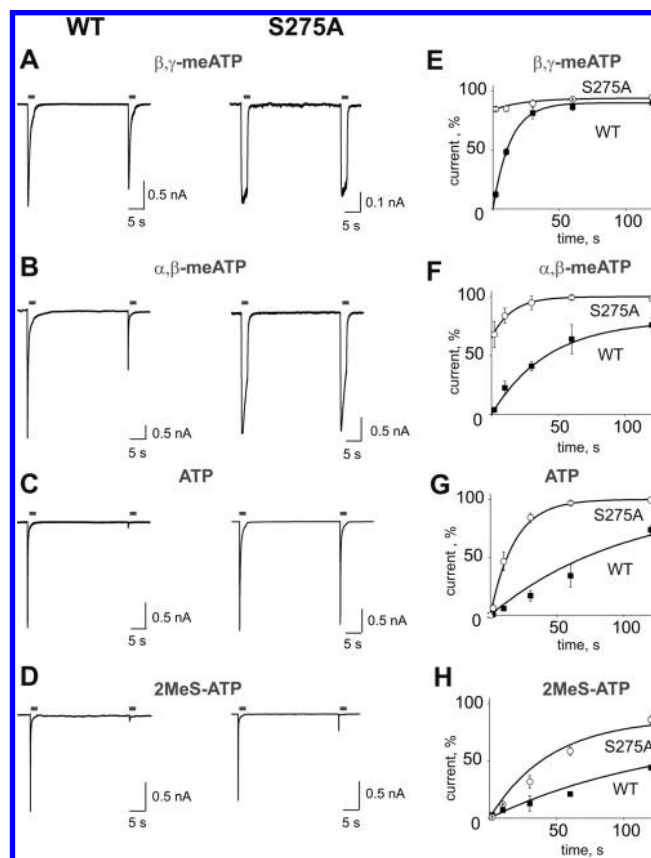 WT S275A
A β,γ-meATP
0.5 nA
5 s
0.1 nA
5 s
E β,γ-meATP
current , %
100
50
0
S275A
WT
50 100
time, s
B α,β-meATP
0.5 nA
5 s
0.5 nA
5 s
F α,β-meATP
current, %
100
50
0
S275A
WT
50 100
time, s
C ATP
0.5 nA
5 s
0.5 nA
5 s
G ATP
current , %
100
50
0
S275A
WT
50 100
time, s
D 2MeS-ATP
0.5 nA
5 s
0.5 nA
5 s
H 2MeS-ATP
current, %
100
50
0
S275A
WT
50 100
time, s